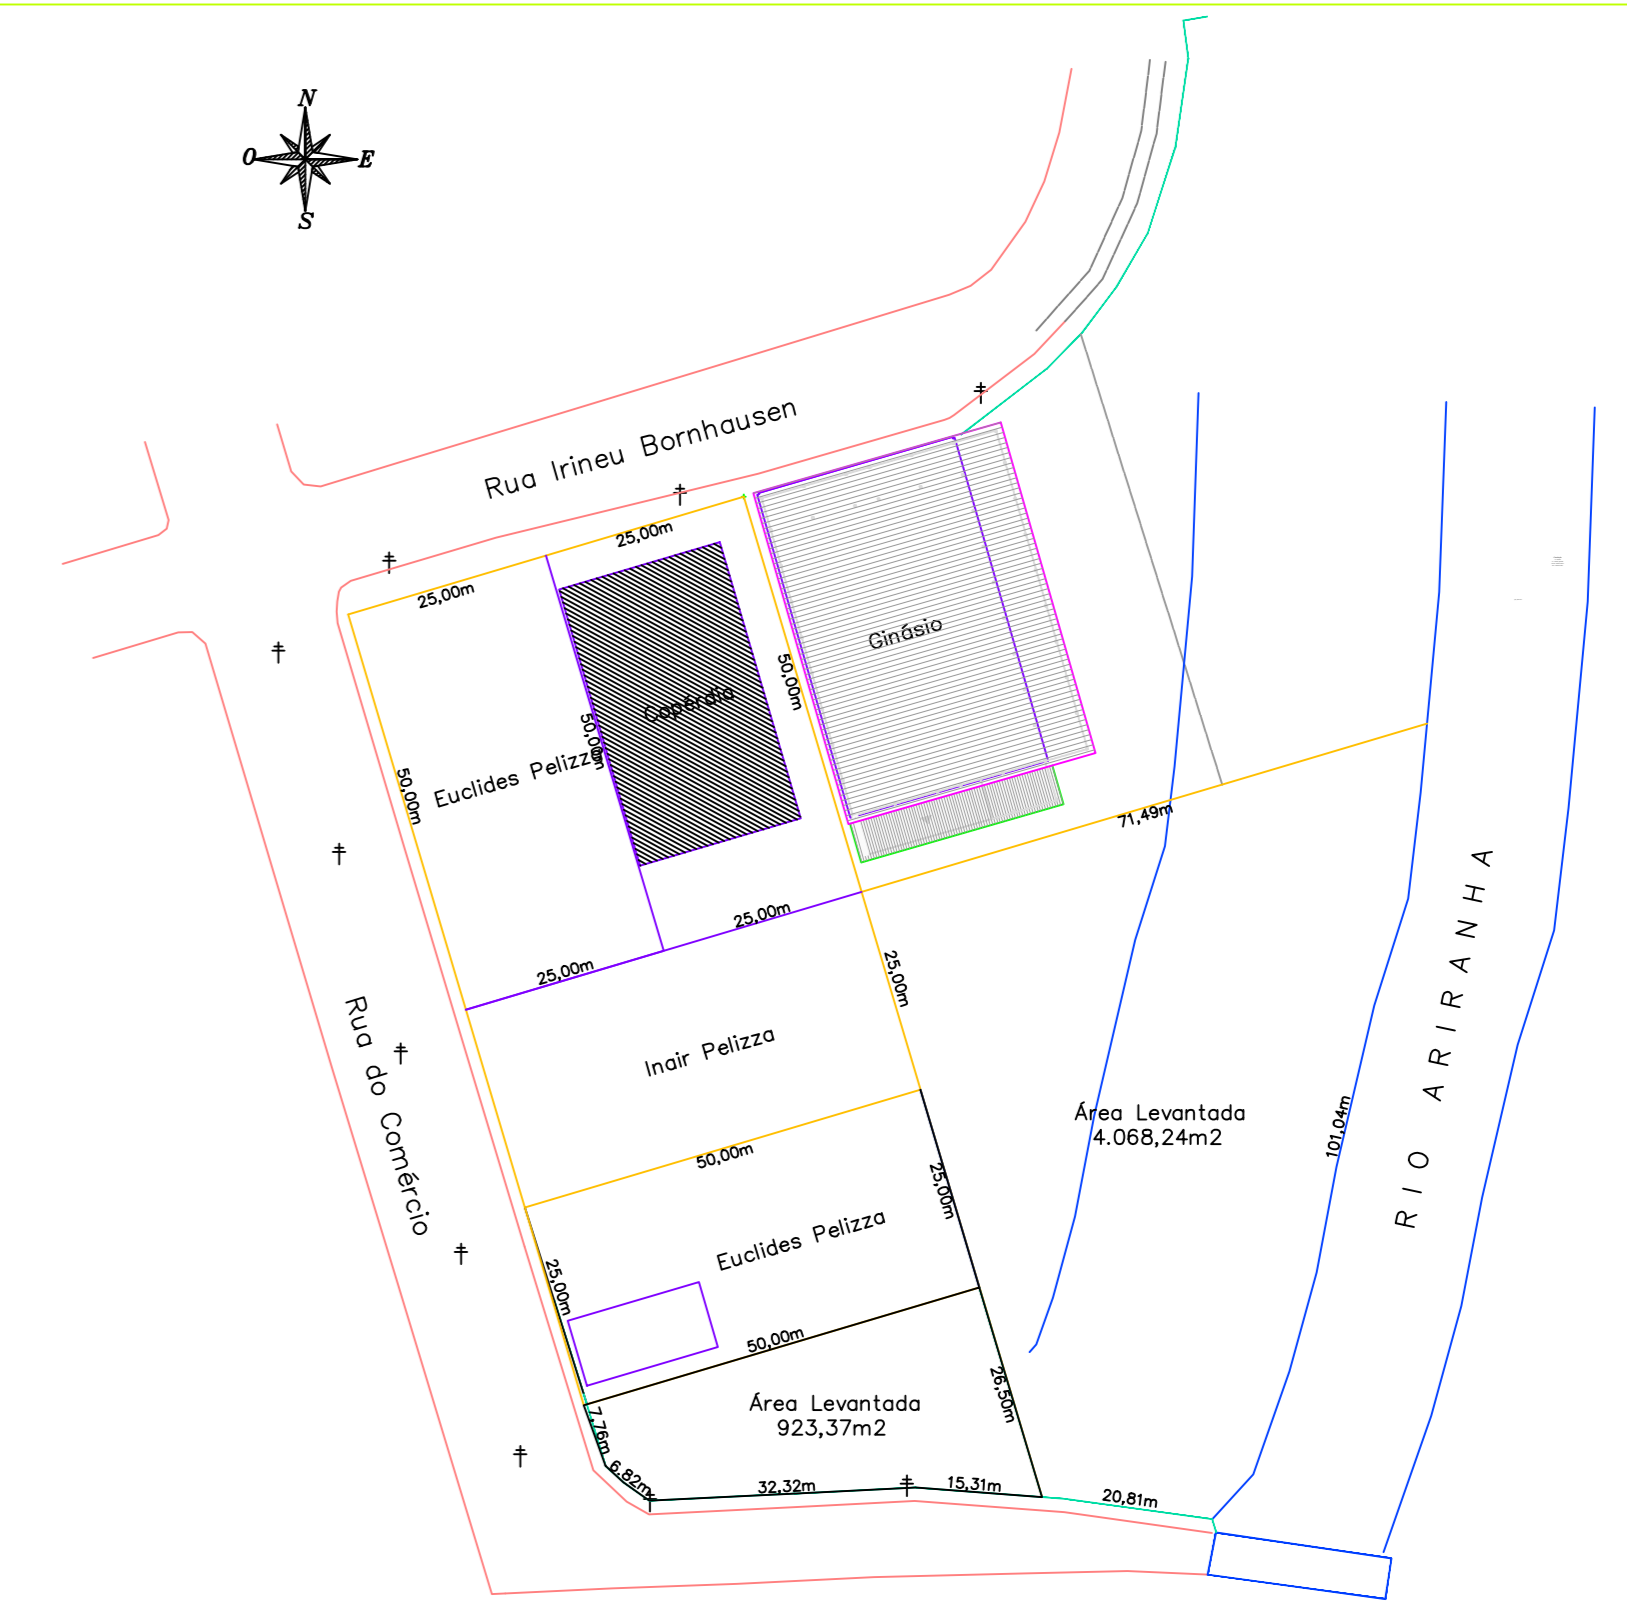 N
O
E
S
Rua Irineu Bornhausen
25,00m
25,00m
Ginásio
50,00m
Copérdia
50,00m
Euclides Pelizza
50,00m
71,49m
25,00m
25,00m
25,00m
RIO ARIRANHA
Rua do Comércio
Inair Pelizza
Área Levantada
4.068,24m2
101,04m
50,00m
25,00m
Euclides Pelizza
25,00m
50,00m
26,50m
Área Levantada
923,37m2
7,76m
6,82m
32,32m
15,31m
20,81m